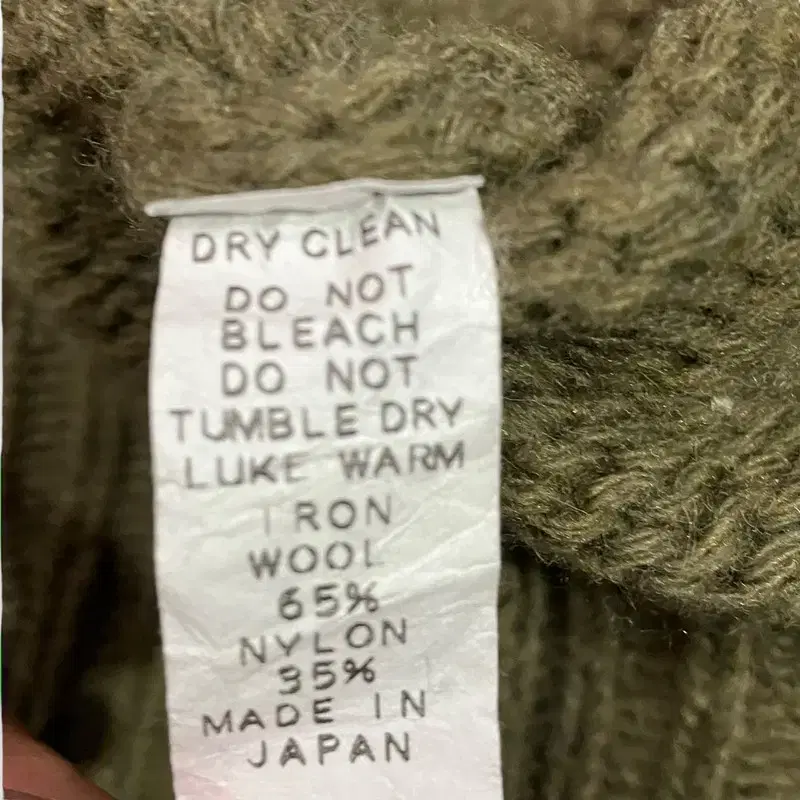 DRY CLEAN
DO NOT
BLEACH
DO NOT
TUMBLE DRY
LUKE WARM
IRON
WOOL
65%
NYLON
35%
MADE IN
JAPAN